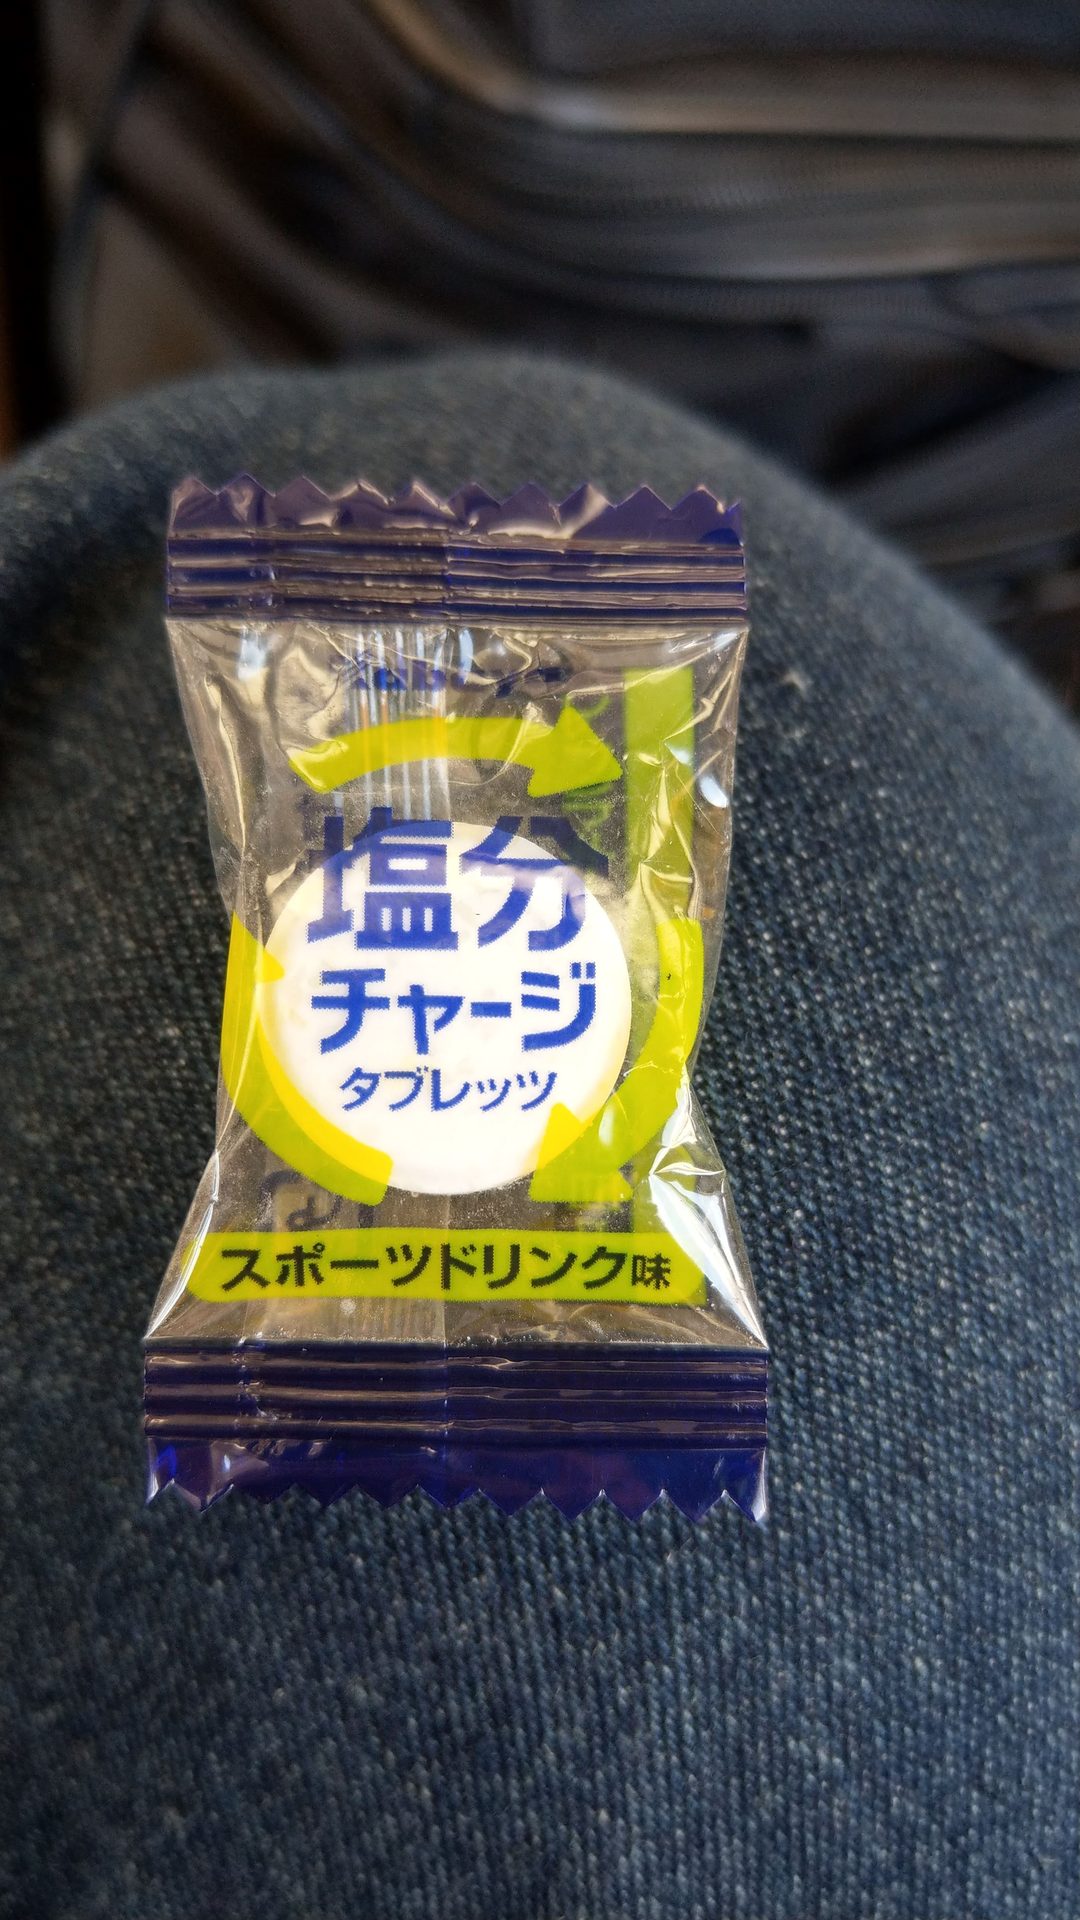 塩分
チャージ
タブレッツ
スポーツドリンク味